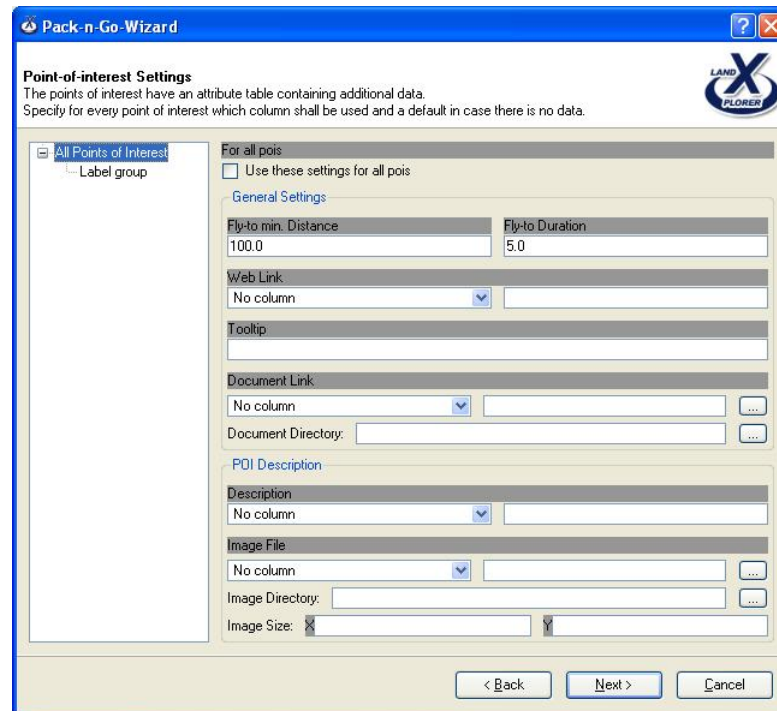 Pack-n-Go-Wizard
Point-of-interest Settings
The points of interest have an attribute table containing additional data.
Specify for every point of interest which column shall be used and a default in case there is no data.
LAND
X
PLORER
All Points of Interest
Label group
For all pois
Use these settings for all pois
General Settings
Fly-to min. Distance Fly-to Duration
100.0 5.0
Web Link
No column
Tooltip
Document Link
No column ...
Document Directory: ...
POI Description
Description
No column
Image File
No column ...
Image Directory: ...
Image Size: X Y
< Back Next > Cancel